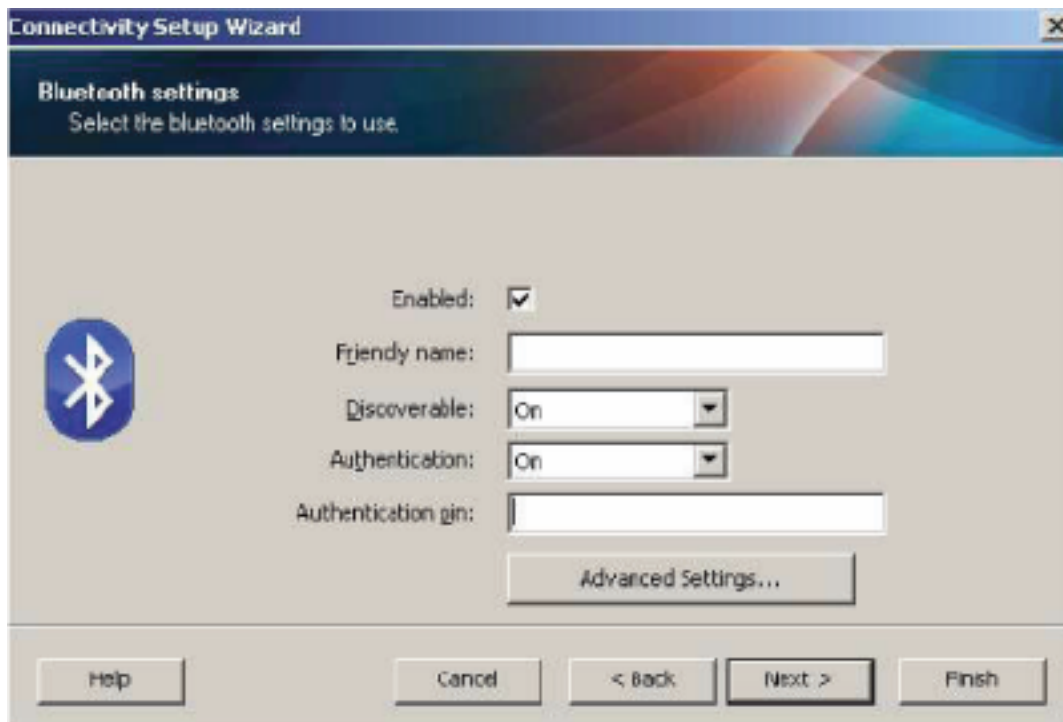 Connectivity Setup Wizard
Bluetooth settings
Select the bluetooth settings to use.
Enabled:
Friendly name:
Discoverable: On
Authentication: On
Authentication pin:
Advanced Settings...
Help Cancel < Back Next > Finish